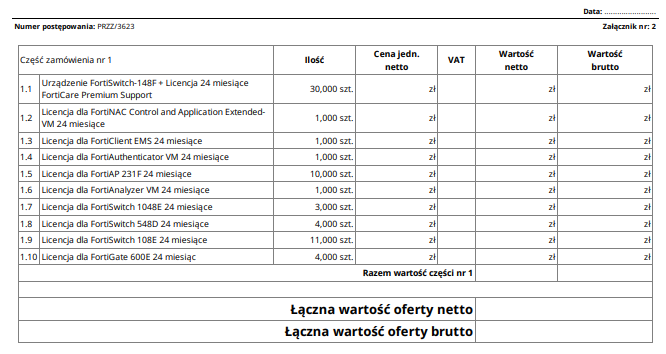 Data: ........................
Numer postępowania: PRZZ/3623 Załącznik nr: 2
Część zamówienia nr 1 Ilość Cena jedn. netto VAT Wartość netto Wartość brutto
1.1 Urządzenie FortiSwitch-148F + Licencja 24 miesiące
FortiCare Premium Support 30,000 szt. zł zł zł
1.2 Licencja dla FortiNAC Control and Application Extended-
VM 24 miesiące 1,000 szt. zł zł zł
1.3 Licencja dla FortiClient EMS 24 miesiące 1,000 szt. zł zł zł
1.4 Licencja dla FortiAuthenticator VM 24 miesiące 1,000 szt. zł zł zł
1.5 Licencja dla FortiAP 231F 24 miesiące 10,000 szt. zł zł zł
1.6 Licencja dla FortiAnalyzer VM 24 miesiące 1,000 szt. zł zł zł
1.7 Licencja dla FortiSwitch 1048E 24 miesiące 3,000 szt. zł zł zł
1.8 Licencja dla FortiSwitch 548D 24 miesiące 4,000 szt. zł zł zł
1.9 Licencja dla FortiSwitch 108E 24 miesiące 11,000 szt. zł zł zł
1.10 Licencja dla FortiGate 600E 24 miesiąc 4,000 szt. zł zł zł
Razem wartość części nr 1
Łączna wartość oferty netto
Łączna wartość oferty brutto